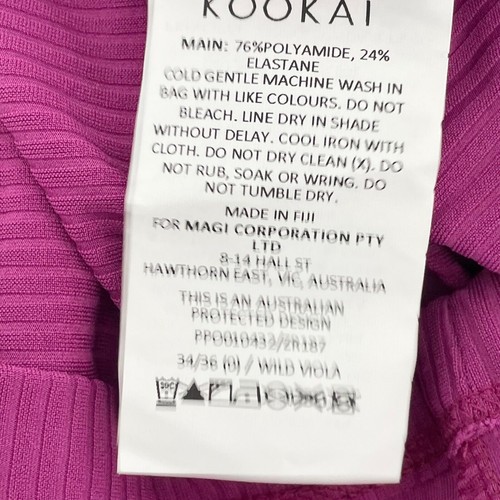 KOOKAI
MAIN: 76%POLYAMIDE, 24%
ELASTANE
COLD GENTLE MACHINE WASH IN
BAG WITH LIKE COLOURS. DO NOT
BLEACH. LINE DRY IN SHADE
WITHOUT DELAY. COOL IRON WITH
CLOTH. DO NOT DRY CLEAN (X). DO
NOT RUB, SOAK OR WRING. DO
NOT TUMBLE DRY.
MADE IN FIJI
FOR MAGI CORPORATION PTY
LTD
8-14 HALL ST
HAWTHORN EAST, VIC, AUSTRALIA
THIS IS AN AUSTRALIAN
PROTECTED DESIGN
34/36 (0) / WILD VIOLA